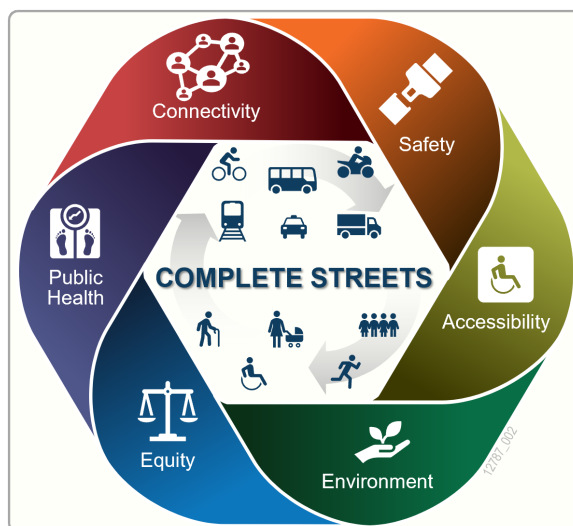 Connectivity
Safety
Public
Health
COMPLETE STREETS
Accessibility
Equity
Environment
12787_002